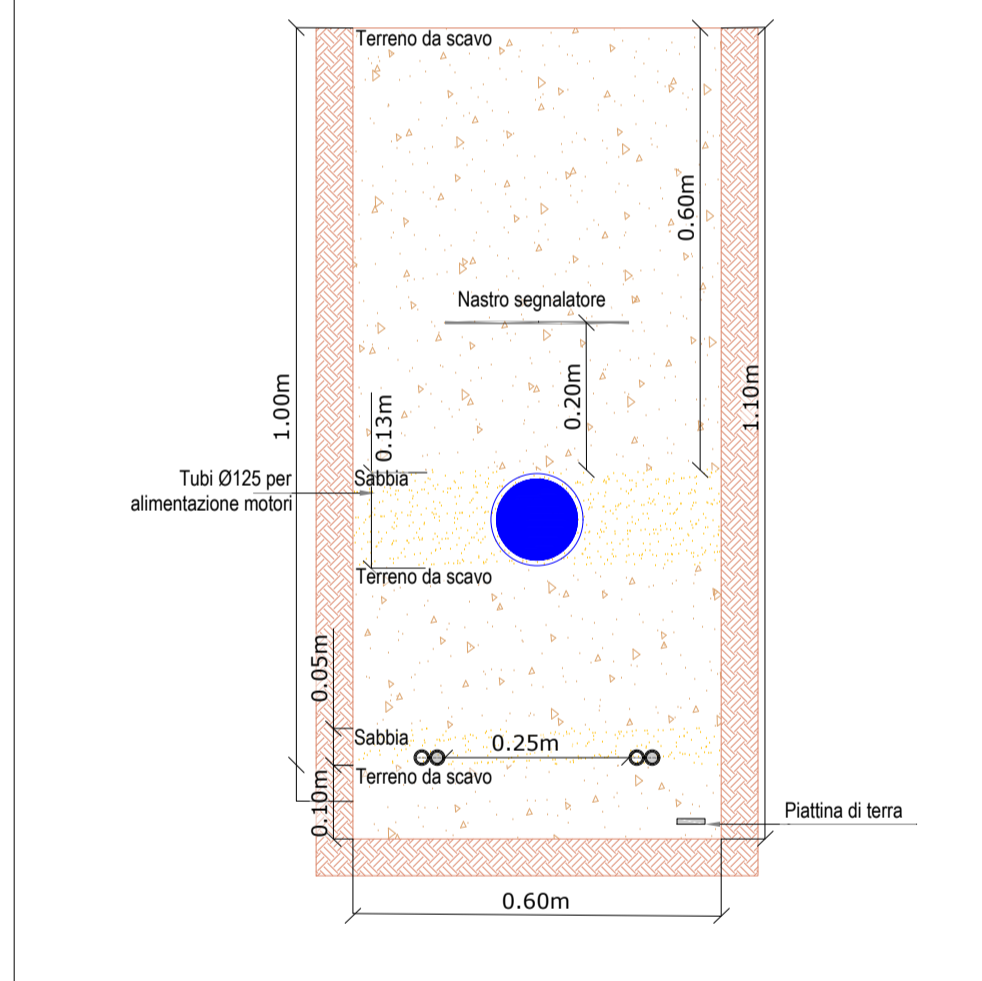 Terreno da scavo
0.60m
Nastro segnalatore
0.20m
1.00m
0.13m
1.10m
Sabbia
Tubi Ø125 per
alimentazione motori
Terreno da scavo
0.05m
Sabbia
0.25m
Terreno da scavo
0.10m
Piattina di terra
0.60m